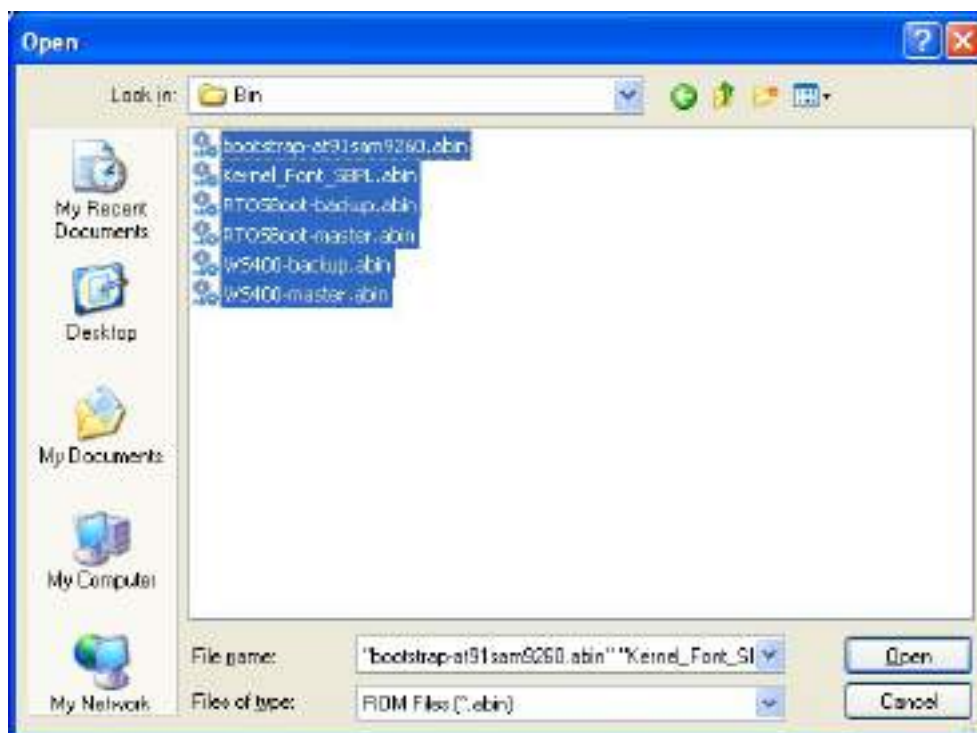 Open
Look in:
Bin
bootstrap-at91sam9260.abin
Kernel_Font_SBPL.abin
RTOSBoot-backup.abin
RTOSBoot-master.abin
WS400-backup.abin
WS400-master.abin
My Recent
Documents
Desktop
My Documents
My Computer
My Network
File name:
"bootstrap-at91sam9260.abin" "Kernel_Font_SI
Open
Files of type:
ROM Files (*.abin)
Cancel